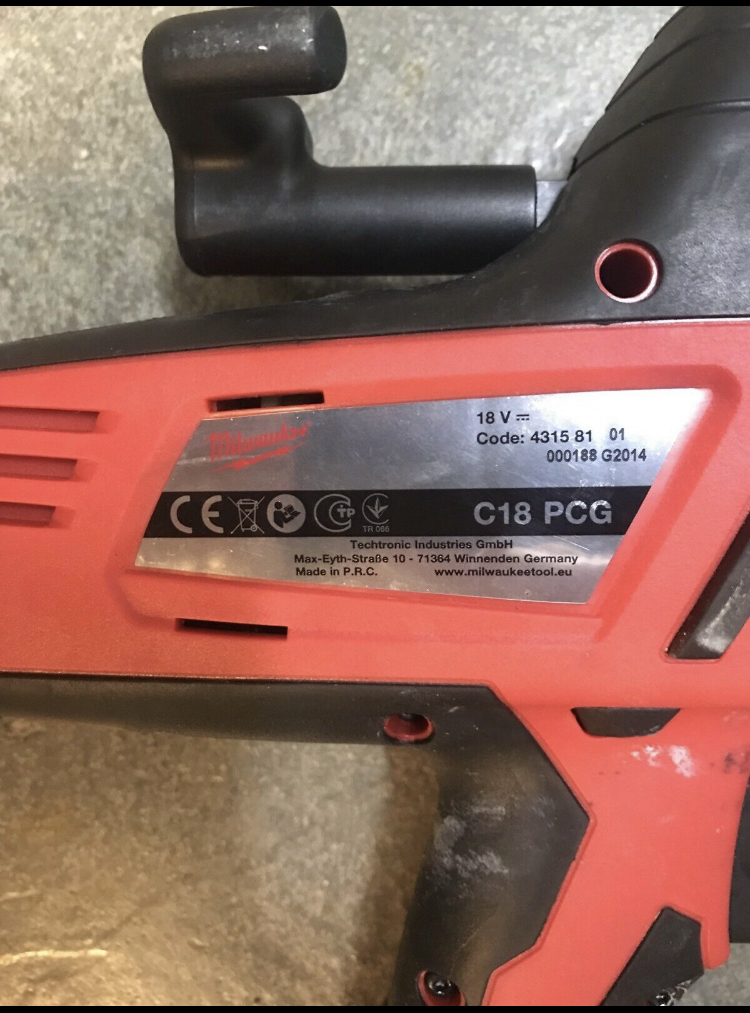 Milwaukee
18 V
Code: 4315 81 01
000188 G2014
CE TP
TR 066
C18 PCG
Techtronic Industries GmbH
Max-Eyth-Straße 10 - 71364 Winnenden Germany
Made in P.R.C. www.milwaukeetool.eu